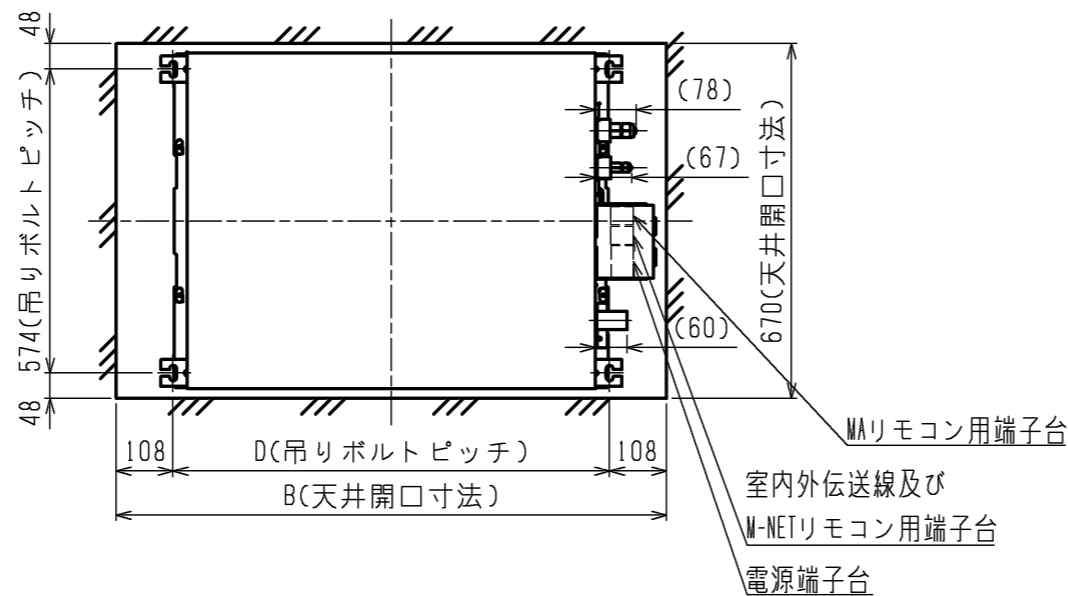 48
574(吊りボルトピッチ)
48
(78)
(67)
(60)
670(天井開口寸法)
108
D(吊りボルトピッチ)
108
B(天井開口寸法)
MAリモコン用端子台
室内外伝送線及び
M-NETリモコン用端子台
電源端子台